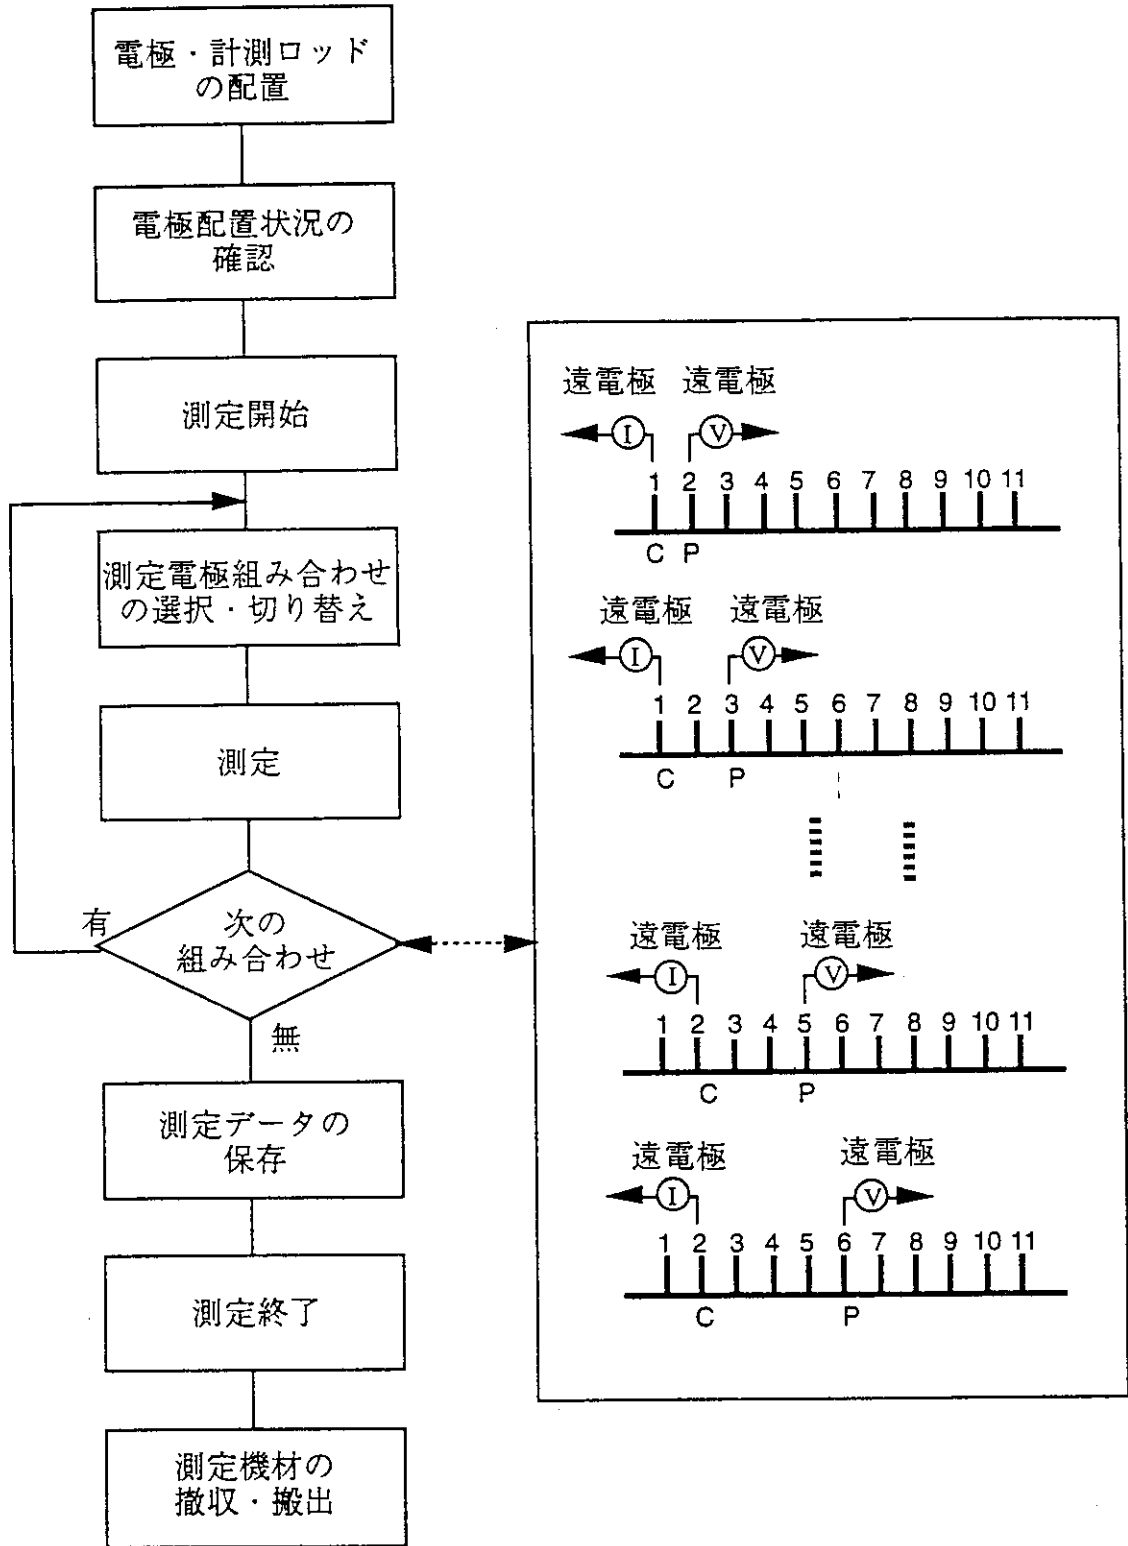 電極・計測ロッド
の配置
電極配置状況の
確認
測定開始
測定電極組み合わせ
の選択・切り替え
測定
有
次の
組み合わせ
無
測定データの
保存
測定終了
測定機材の
撤収・搬出
遠電極 遠電極
I V
1 2 3 4 5 6 7 8 9 10 11
C P
遠電極 遠電極
I V
1 2 3 4 5 6 7 8 9 10 11
C P
遠電極 遠電極
I V
1 2 3 4 5 6 7 8 9 10 11
C P
遠電極 遠電極
I V
1 2 3 4 5 6 7 8 9 10 11
C P